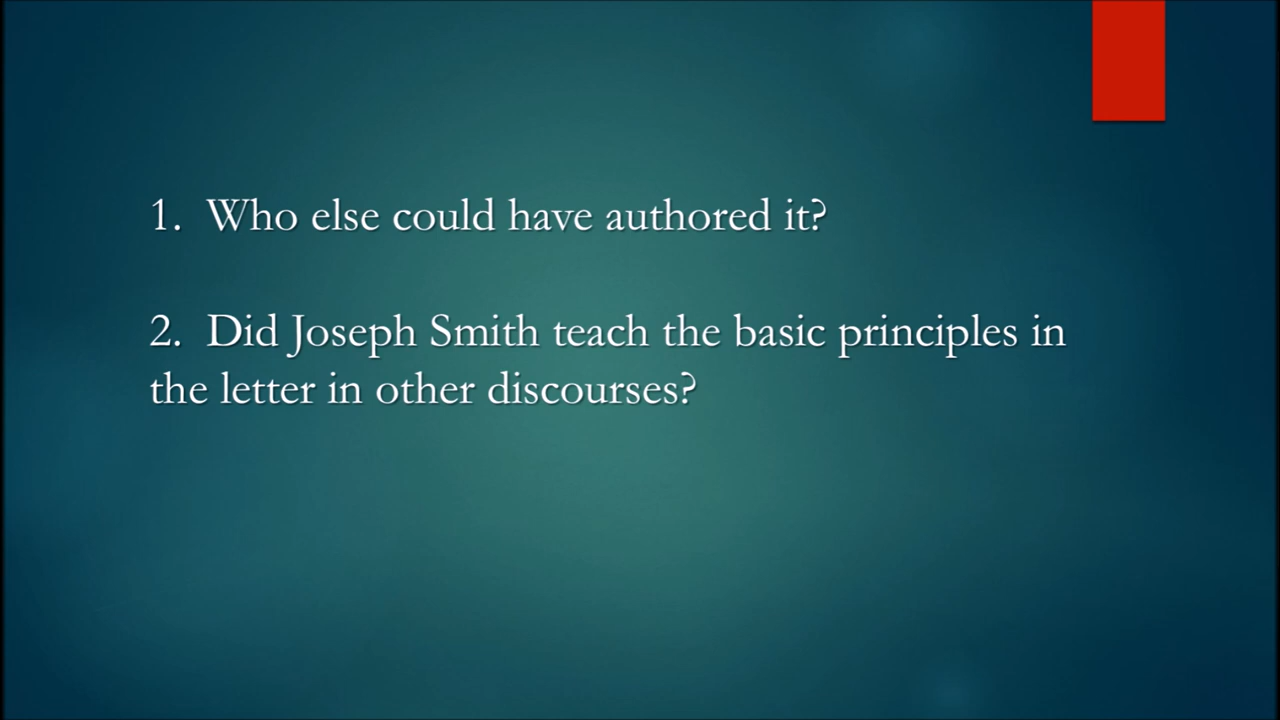 1. Who else could have authored it?
2. Did Joseph Smith teach the basic principles in
the letter in other discourses?